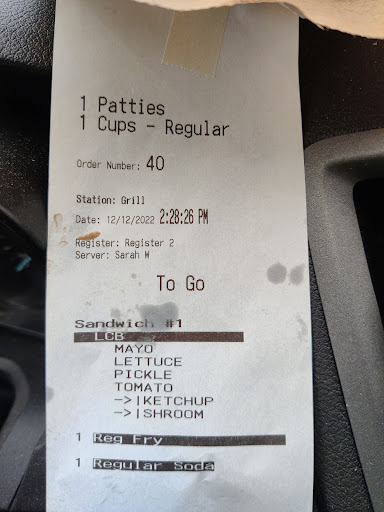 1 Patties
1 Cups - Regular
Order Number: 40
Station: Grill
Date: 12/12/2022 2:28:26 PM
Register: Register 2
Server: Sarah W
To Go
Sandwich #1
LCB
MAYO
LETTUCE
PICKLE
TOMATO
->|KETCHUP
->|SHROOM
1 Reg Fry
1 Regular Soda